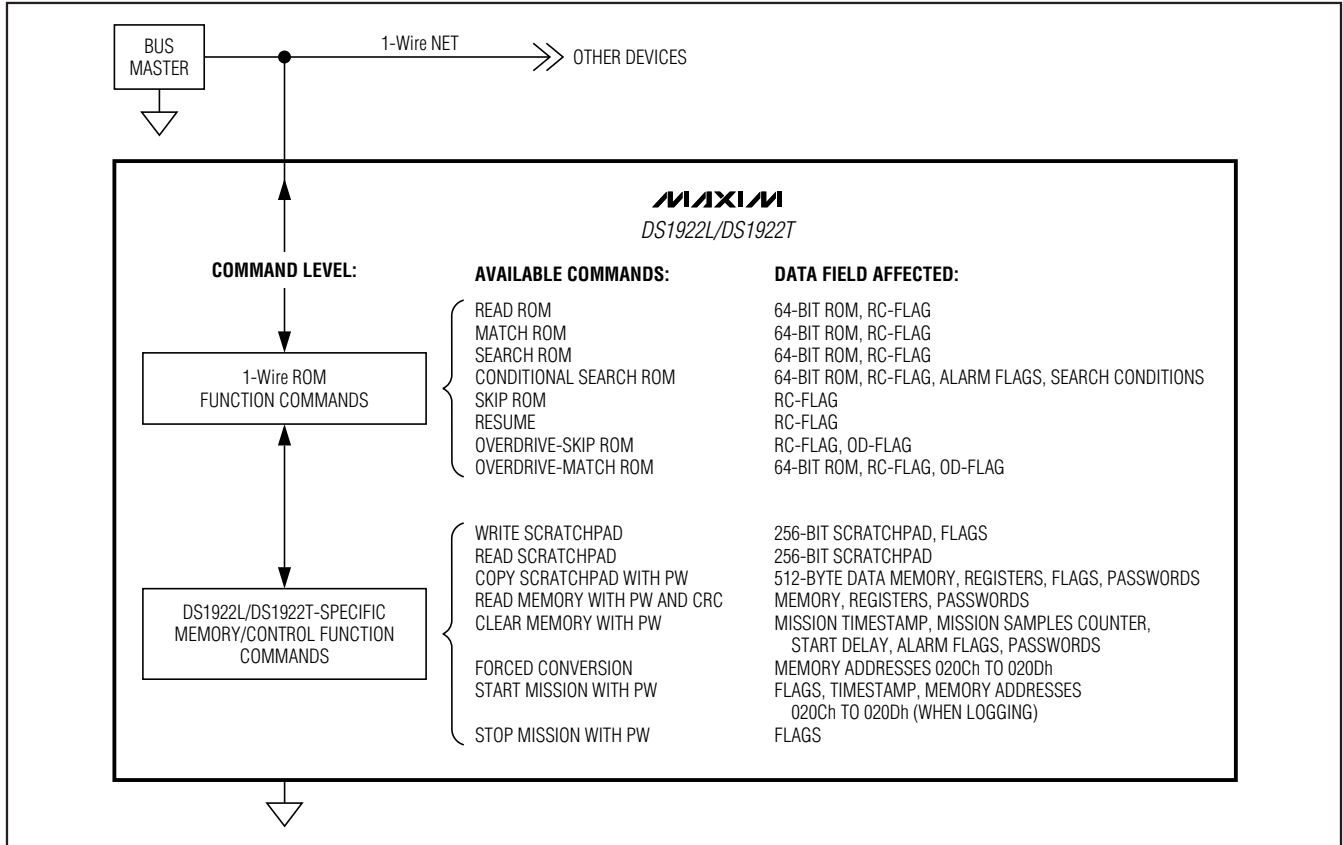 BUS
MASTER
1-Wire NET
OTHER DEVICES
MAXIM
DS1922L/DS1922T
COMMAND LEVEL:
AVAILABLE COMMANDS:
DATA FIELD AFFECTED:
1-Wire ROM
FUNCTION COMMANDS
READ ROM 64-BIT ROM, RC-FLAG
MATCH ROM 64-BIT ROM, RC-FLAG
SEARCH ROM 64-BIT ROM, RC-FLAG
CONDITIONAL SEARCH ROM 64-BIT ROM, RC-FLAG, ALARM FLAGS, SEARCH CONDITIONS
SKIP ROM RC-FLAG
RESUME RC-FLAG
OVERDRIVE-SKIP ROM RC-FLAG, OD-FLAG
OVERDRIVE-MATCH ROM 64-BIT ROM, RC-FLAG, OD-FLAG
DS1922L/DS1922T-SPECIFIC
MEMORY/CONTROL FUNCTION
COMMANDS
WRITE SCRATCHPAD 256-BIT SCRATCHPAD, FLAGS
READ SCRATCHPAD 256-BIT SCRATCHPAD
COPY SCRATCHPAD WITH PW 512-BYTE DATA MEMORY, REGISTERS, FLAGS, PASSWORDS
READ MEMORY WITH PW AND CRC MEMORY, REGISTERS, PASSWORDS
CLEAR MEMORY WITH PW MISSION TIMESTAMP, MISSION SAMPLES COUNTER,
START DELAY, ALARM FLAGS, PASSWORDS
FORCED CONVERSION MEMORY ADDRESSES 020Ch TO 020Dh
START MISSION WITH PW FLAGS, TIMESTAMP, MEMORY ADDRESSES
020Ch TO 020Dh (WHEN LOGGING)
STOP MISSION WITH PW FLAGS